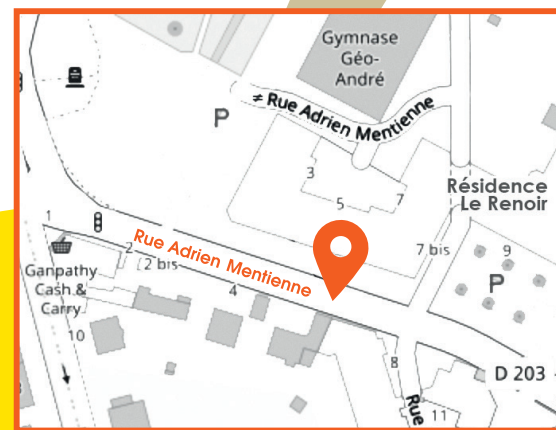 Gymnase
Géo-
André
≠ Rue Adrien Mentienne
P
3
5
7
Résidence
Le Renoir
1
2
2 bis
Rue Adrien Mentienne
7 bis
9
P
Ganpathy
Cash &
Carry
4
10
8
D 203
Rue
11